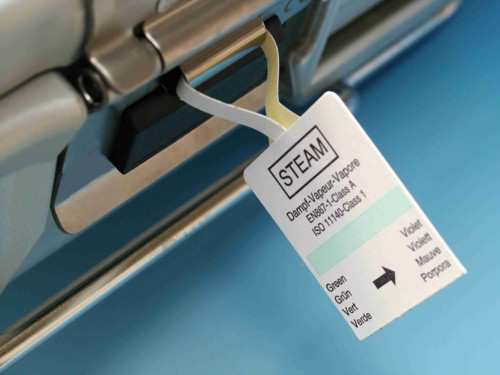 STEAM
Dampf-Vapeur-Vapore
EN867-1-Class A
ISO 11140-Class 1
Green
Grün
Vert
Verde
Violet
Violett
Mauve
Porpora